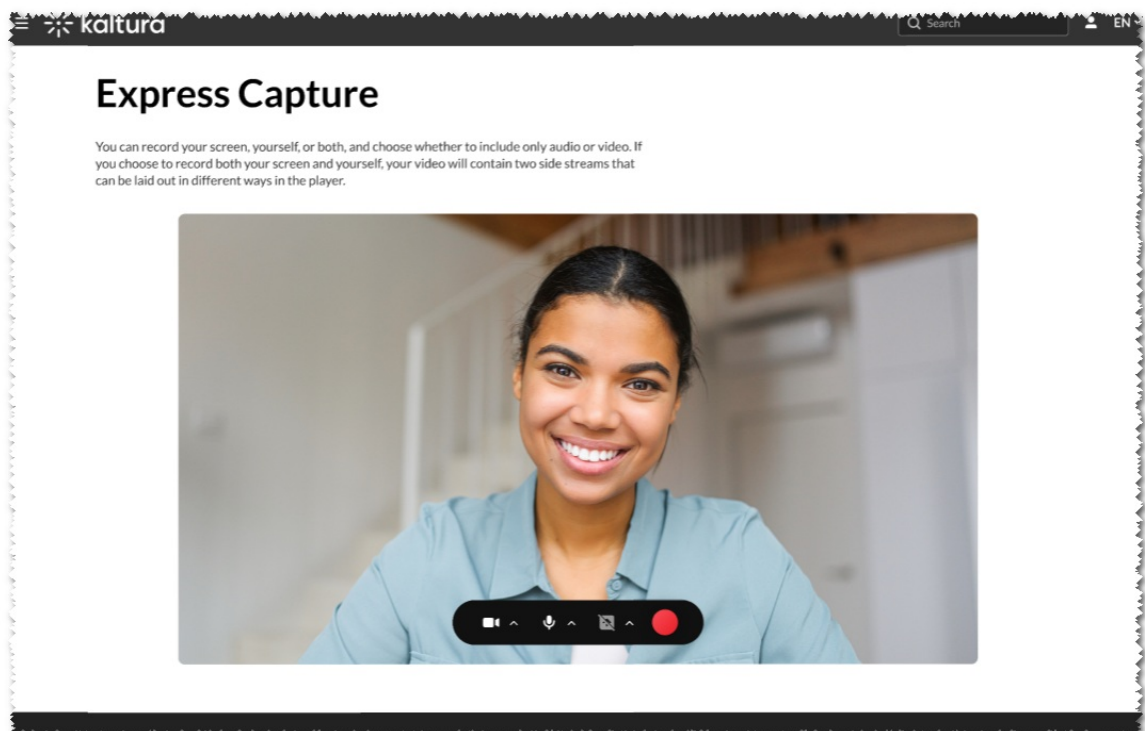 kaltura
Search
EN
Express Capture
You can record your screen, yourself, or both, and choose whether to include only audio or video. If
you choose to record both your screen and yourself, your video will contain two side streams that
can be laid out in different ways in the player.